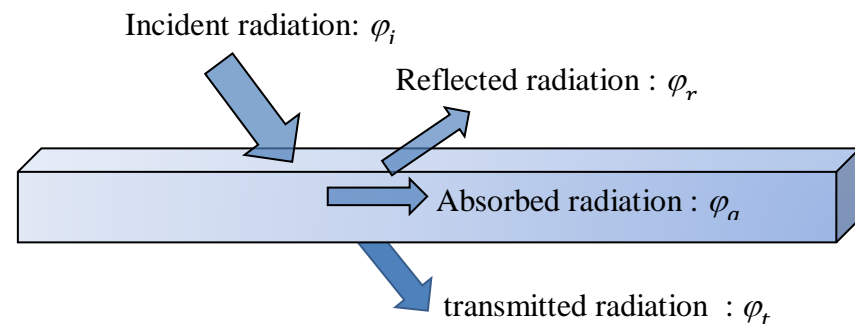 Incident radiation: φi
Reflected radiation : φr
Absorbed radiation : φa
transmitted radiation : φt